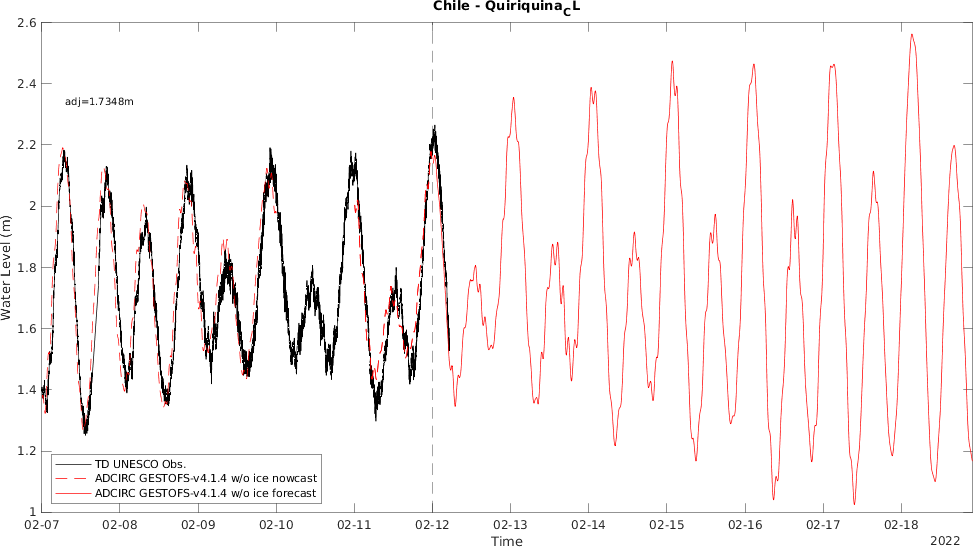 Chile - Quiriquina_CL
2.6
2.4
2.2
2
1.8
1.6
1.4
1.2
1
Water Level (m)
adj=1.7348m
TD UNESCO Obs.
ADCIRC GESTOFS-v4.1.4 w/o ice nowcast
ADCIRC GESTOFS-v4.1.4 w/o ice forecast
02-07 02-08 02-09 02-10 02-11 02-12 02-13 02-14 02-15 02-16 02-17 02-18
Time
2022